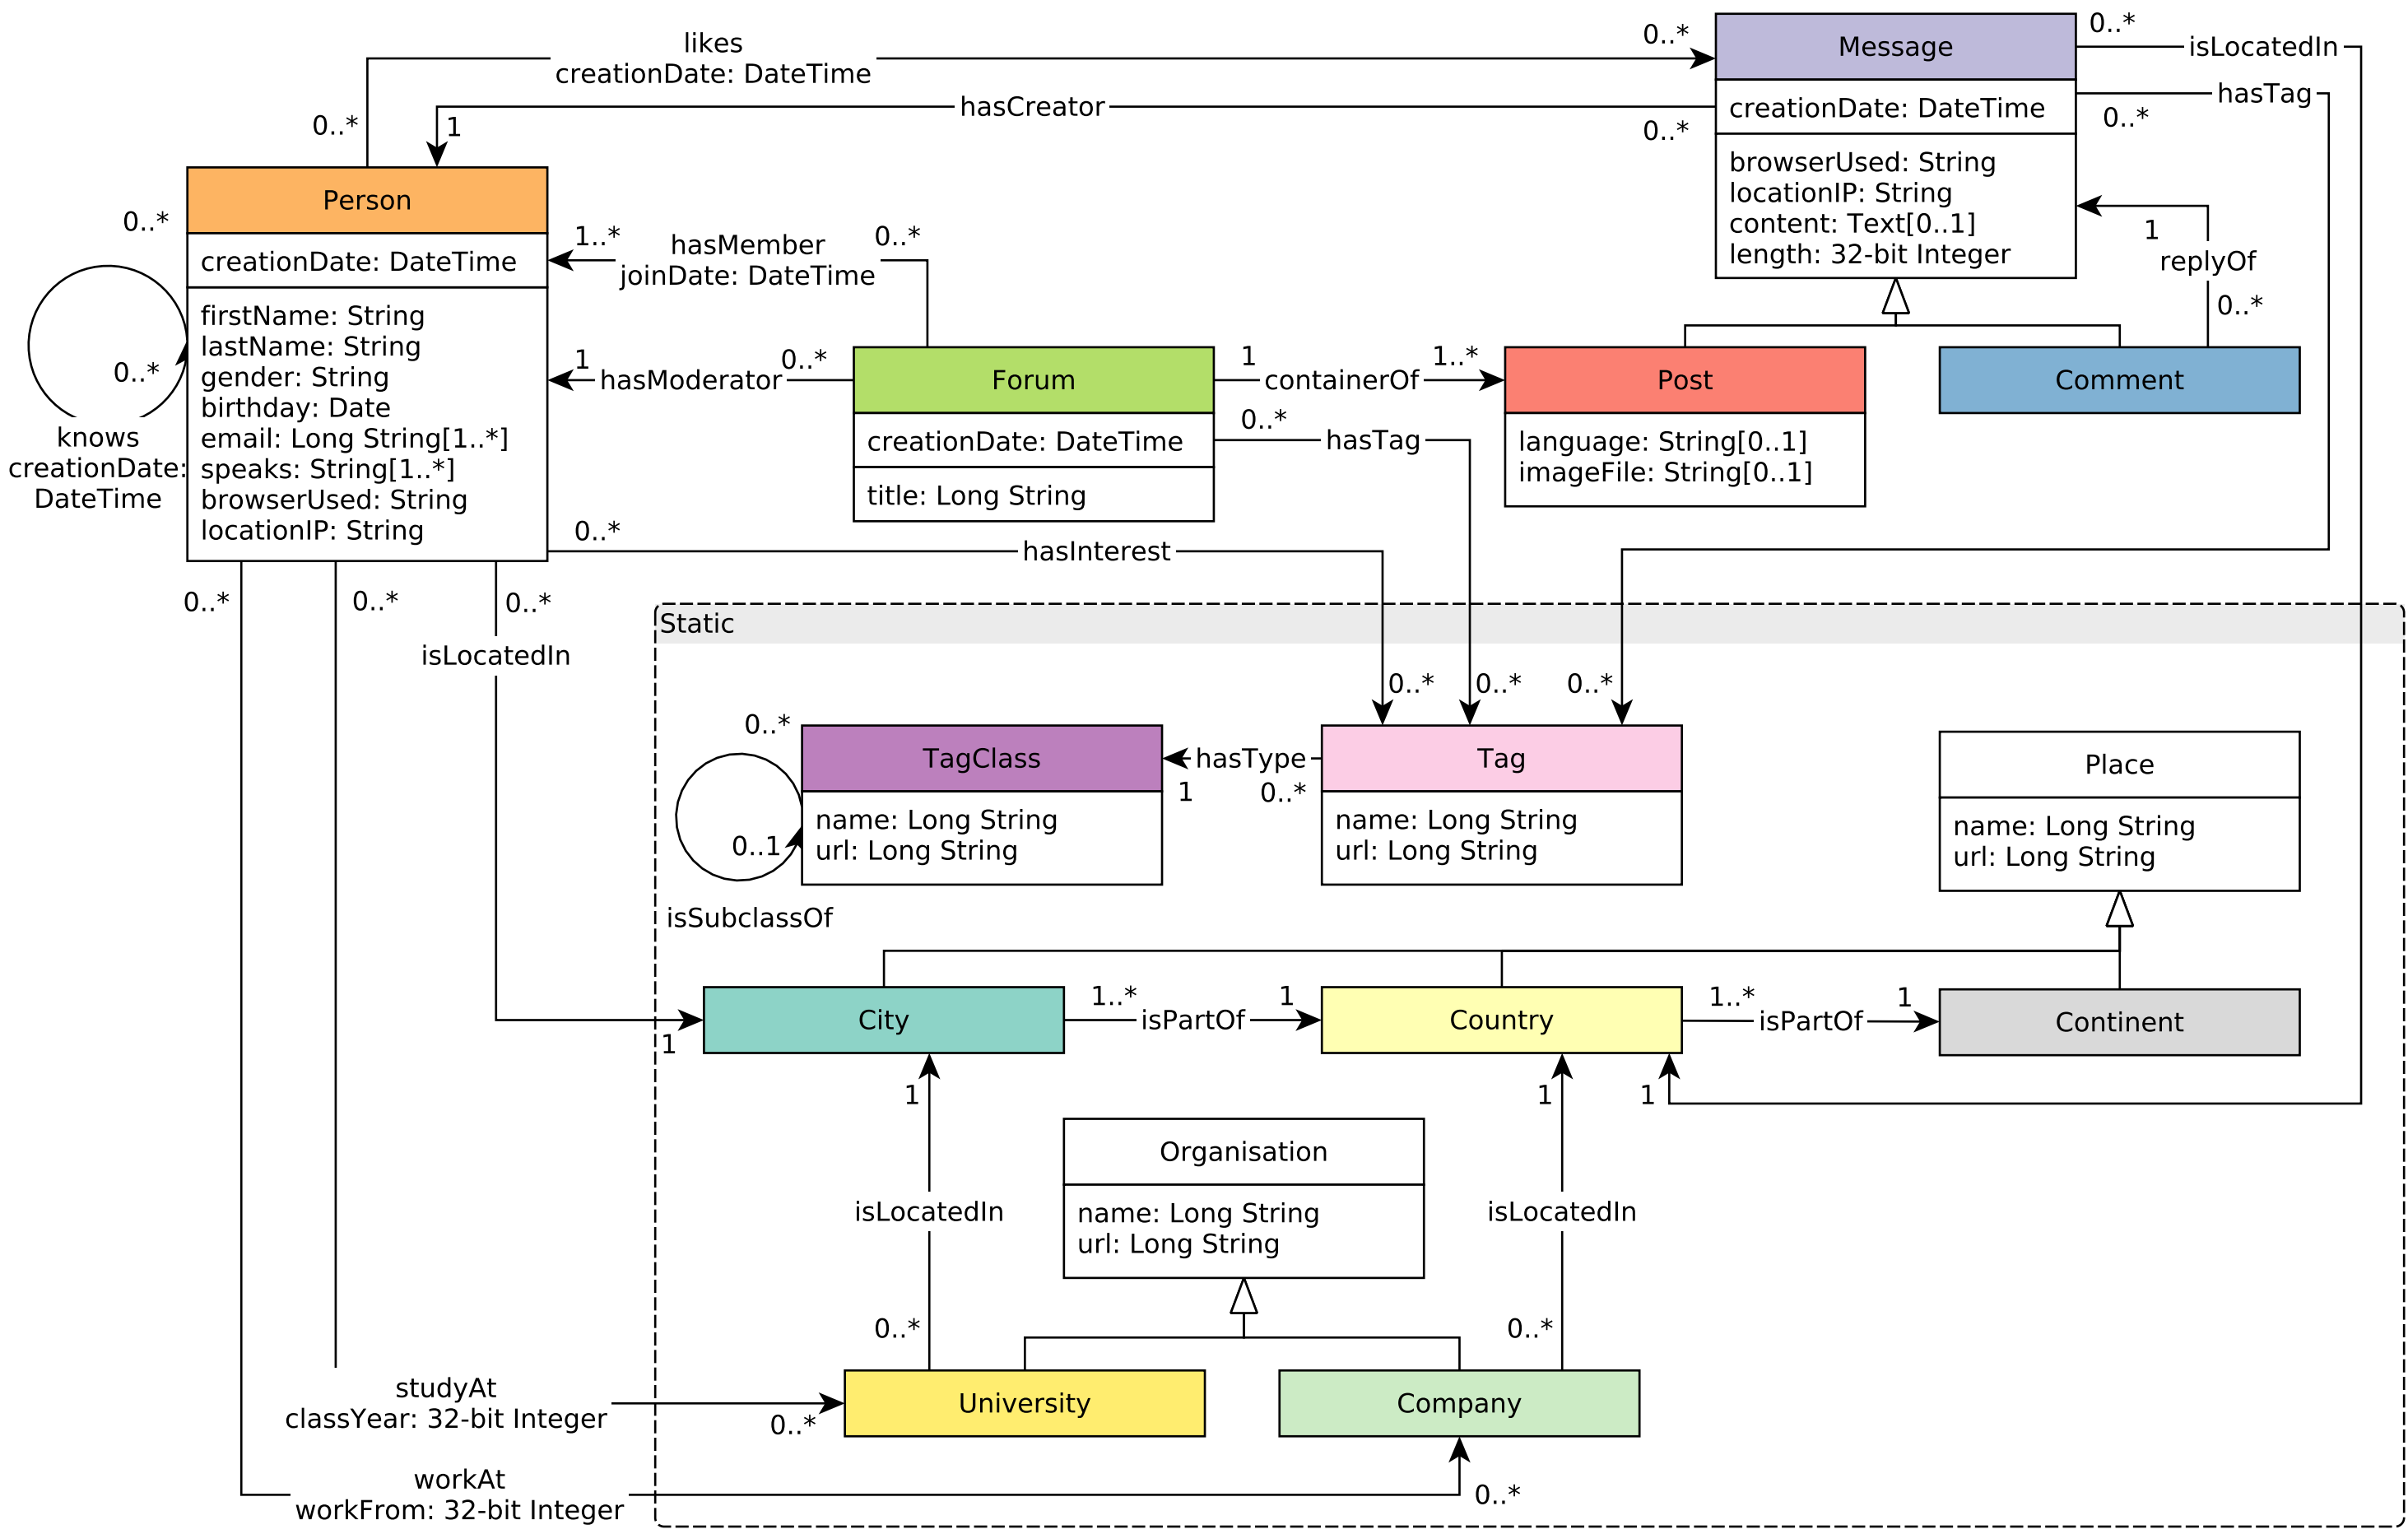 likes
creationDate: DateTime
0..*
0..*
Message
0..*
isLocatedIn
hasTag
0..*
hasCreator
creationDate: DateTime
0..*
1
0..*
browserUsed: String
locationIP: String
content: Text[0..1]
length: 32-bit Integer
1
replyOf
0..*
Person
0..*
creationDate: DateTime
firstName: String
lastName: String
gender: String
birthday: Date
email: Long String[1..*]
speaks: String[1..*]
browserUsed: String
locationIP: String
0..*
knows
creationDate:
DateTime
1..*
hasMember
joinDate: DateTime
0..*
1
hasModerator
0..*
Forum
creationDate: DateTime
title: Long String
1
containerOf
1..*
0..*
hasTag
Post
language: String[0..1]
imageFile: String[0..1]
Comment
0..*
hasInterest
0..*
0..*
0..*
isLocatedIn
Static
0..*
0..*
0..*
0..*
TagClass
name: Long String
url: Long String
0..1
isSubclassOf
hasType
1
0..*
Tag
name: Long String
url: Long String
Place
name: Long String
url: Long String
1
City
1..*
isPartOf
1
Country
1..*
isPartOf
1
Continent
1
1
1
Organisation
name: Long String
url: Long String
isLocatedIn
isLocatedIn
0..*
0..*
studyAt
classYear: 32-bit Integer
0..*
University
Company
workAt
workFrom: 32-bit Integer
0..*